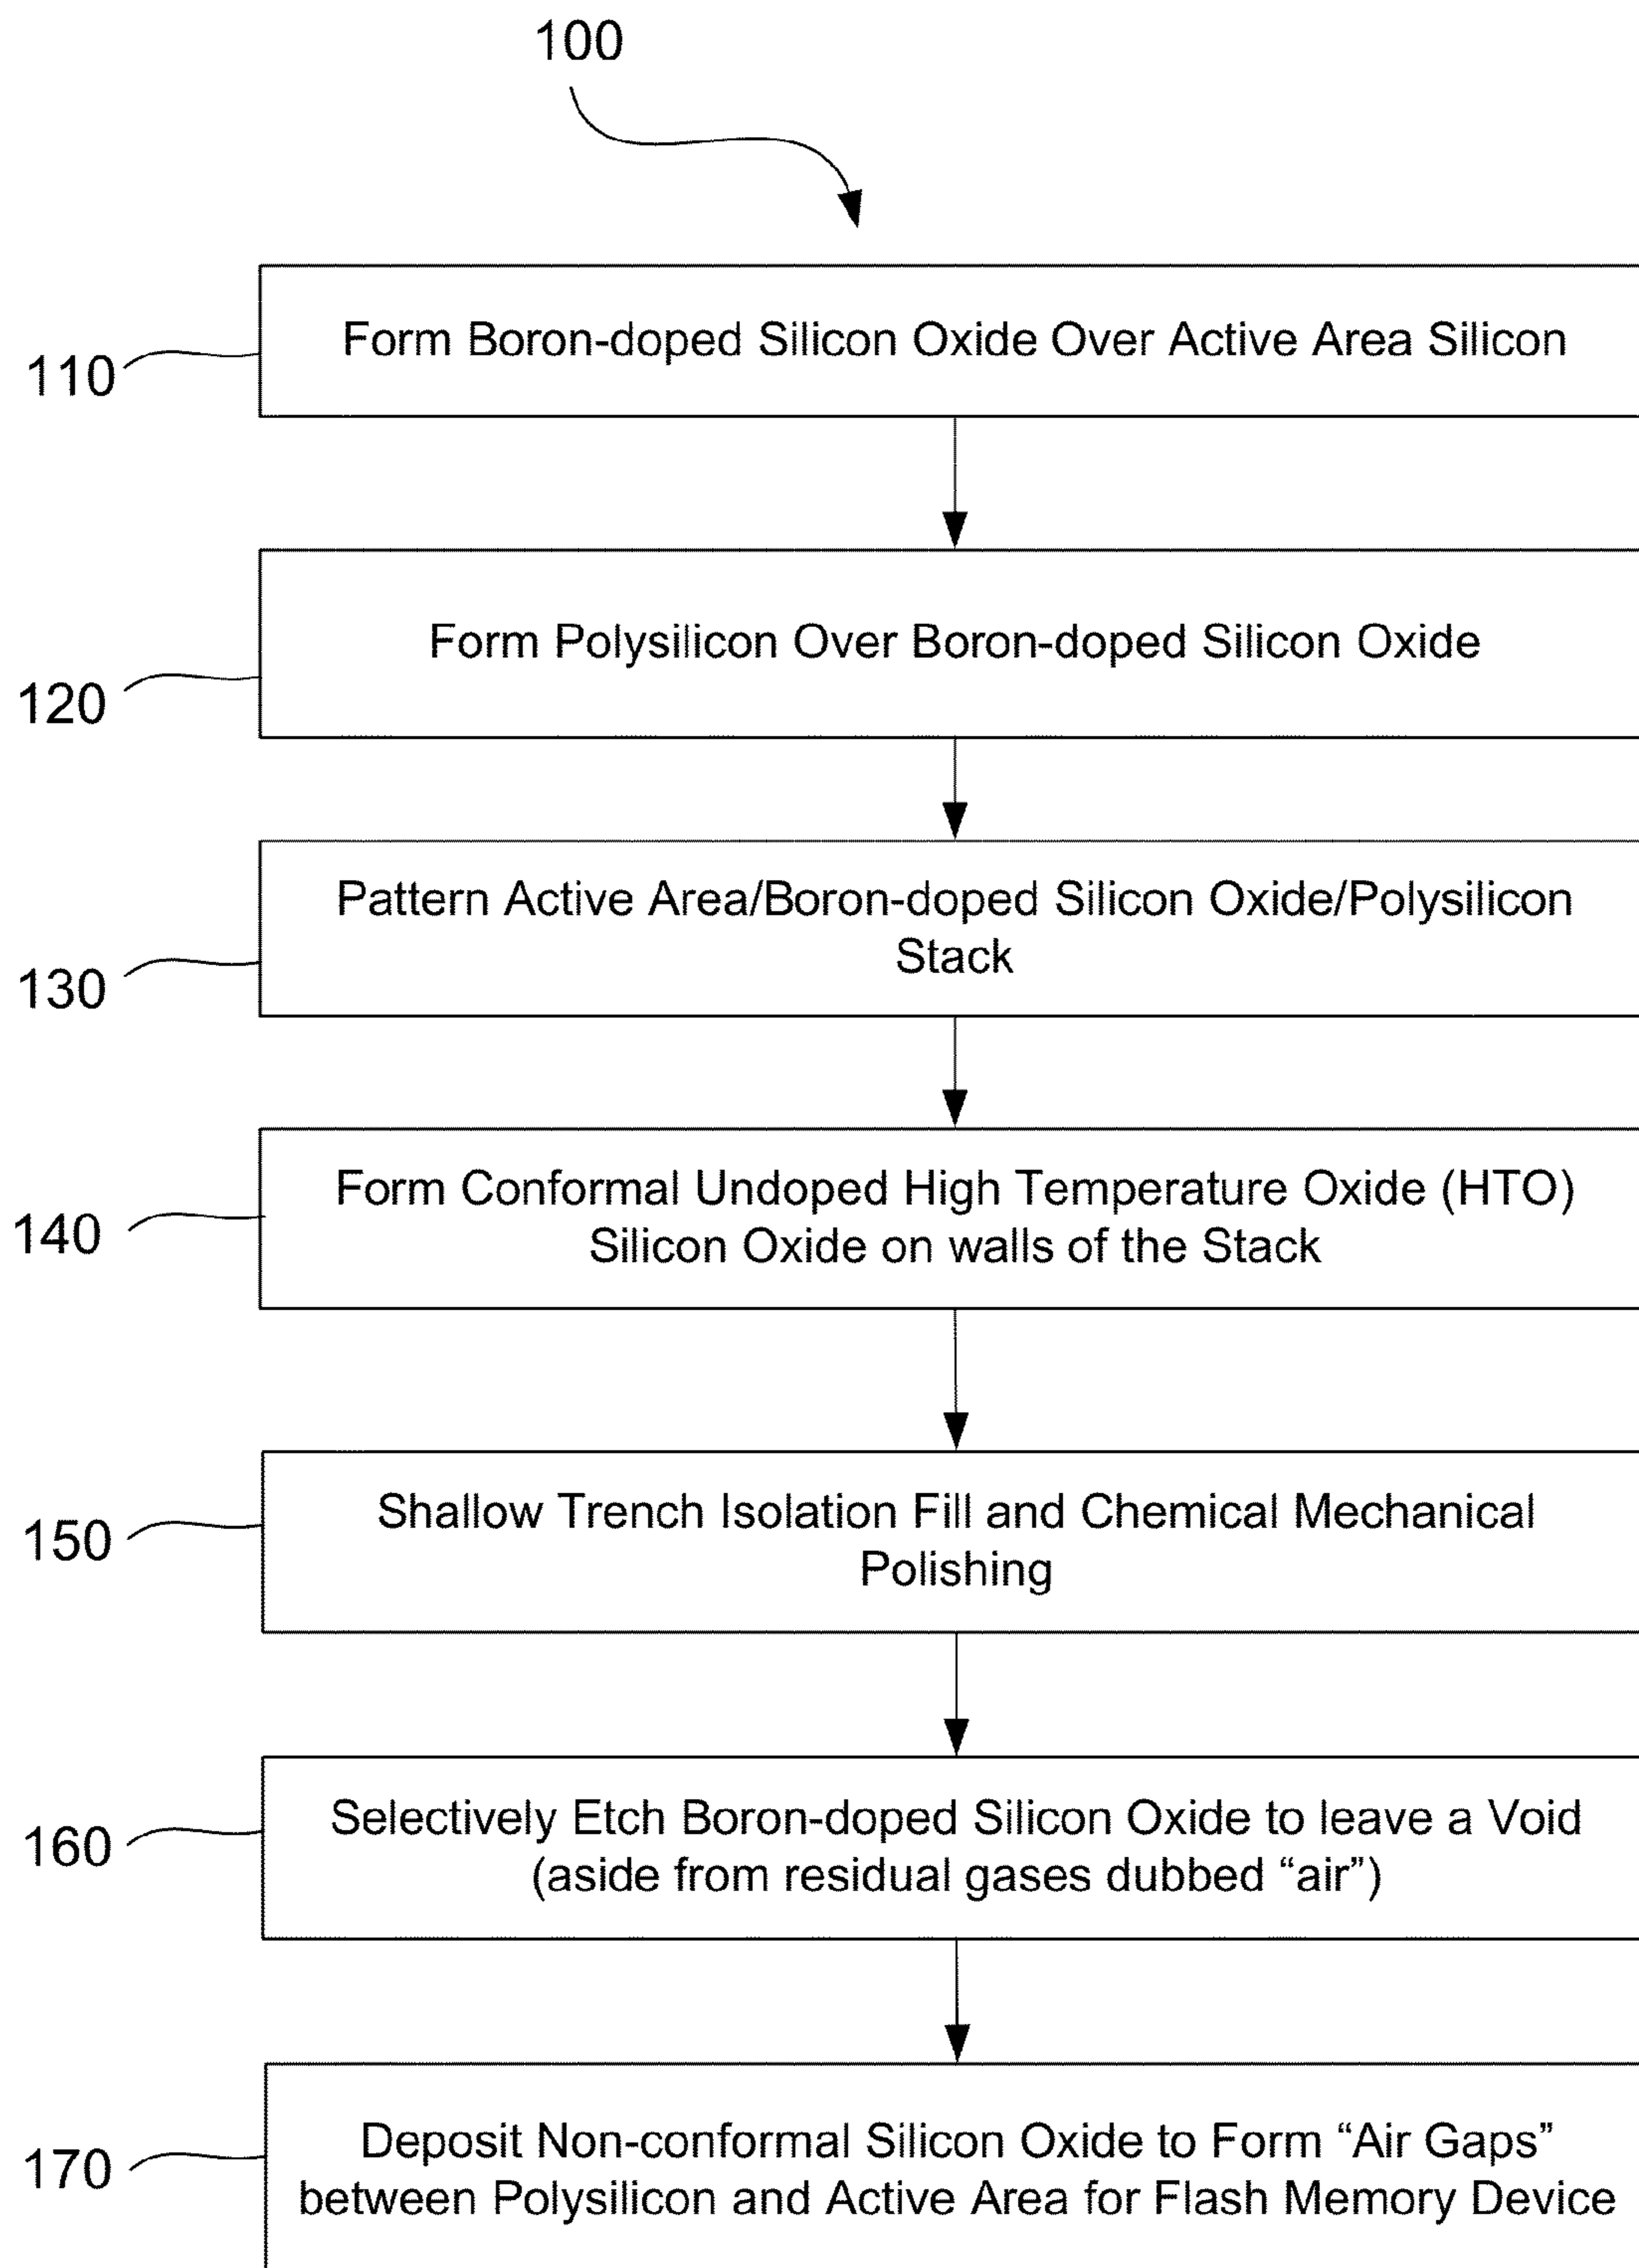 100
110
Form Boron-doped Silicon Oxide Over Active Area Silicon
120
Form Polysilicon Over Boron-doped Silicon Oxide
130
Pattern Active Area/Boron-doped Silicon Oxide/Polysilicon
Stack
140
Form Conformal Undoped High Temperature Oxide (HTO)
Silicon Oxide on walls of the Stack
150
Shallow Trench Isolation Fill and Chemical Mechanical
Polishing
160
Selectively Etch Boron-doped Silicon Oxide to leave a Void
(aside from residual gases dubbed “air”)
170
Deposit Non-conformal Silicon Oxide to Form “Air Gaps”
between Polysilicon and Active Area for Flash Memory Device